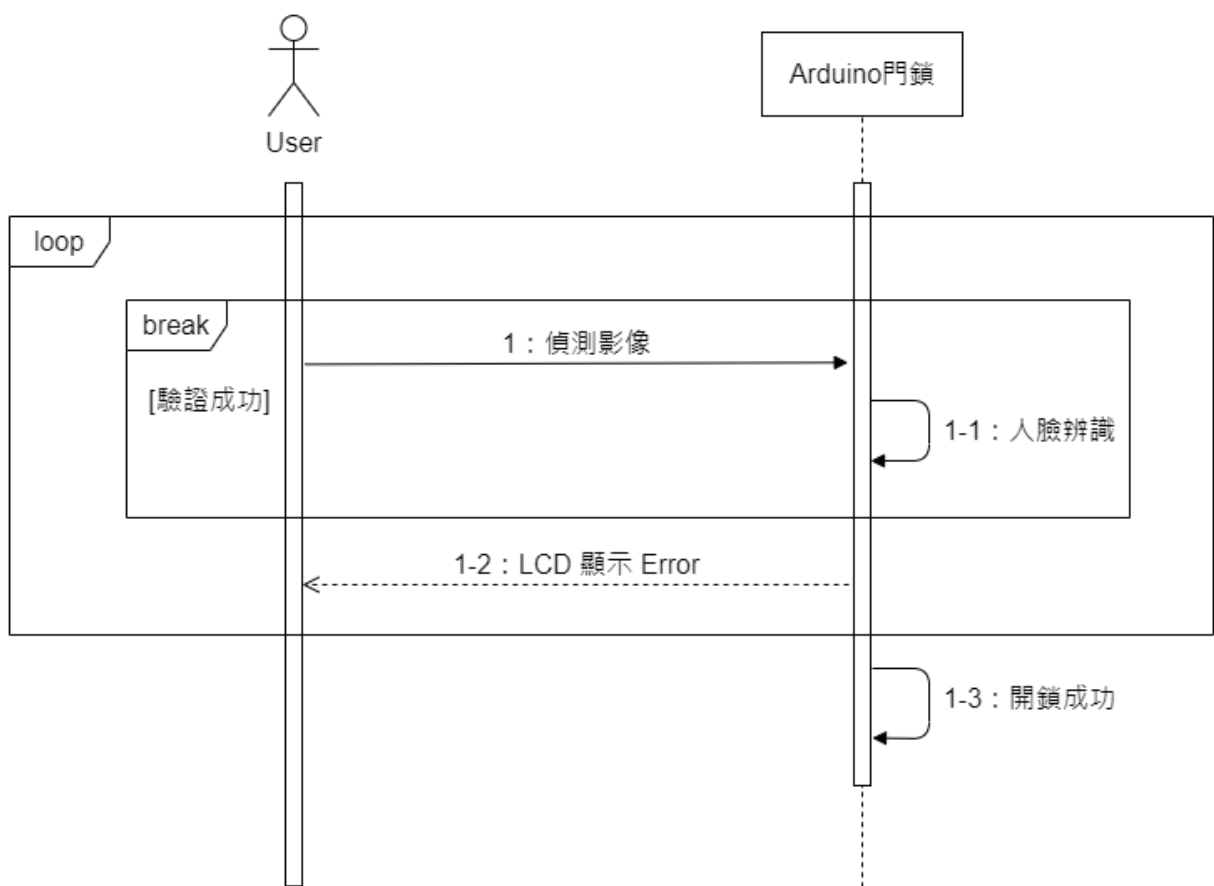 User
Arduino門鎖
loop
break
1：偵測影像
[驗證成功]
1-1：人臉辨識
1-2：LCD 顯示 Error
1-3：開鎖成功